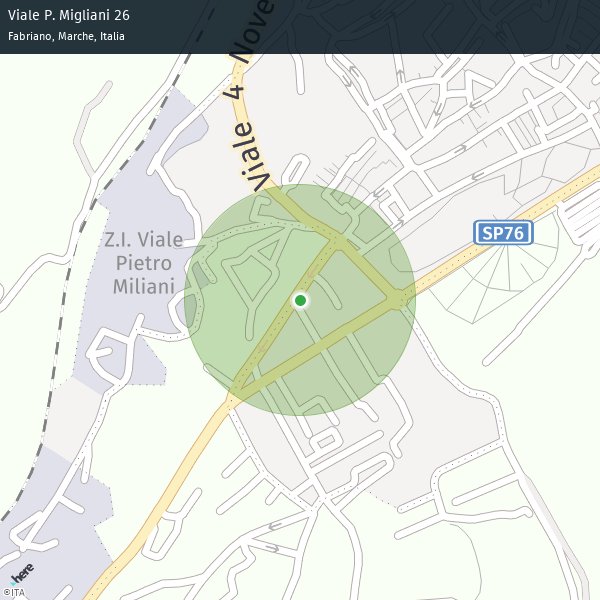 Viale P. Migliani 26
Fabriano, Marche, Italia
Viale 4 Nove
SP76
Z.I. Viale
Pietro
Miliani
here
©ITA